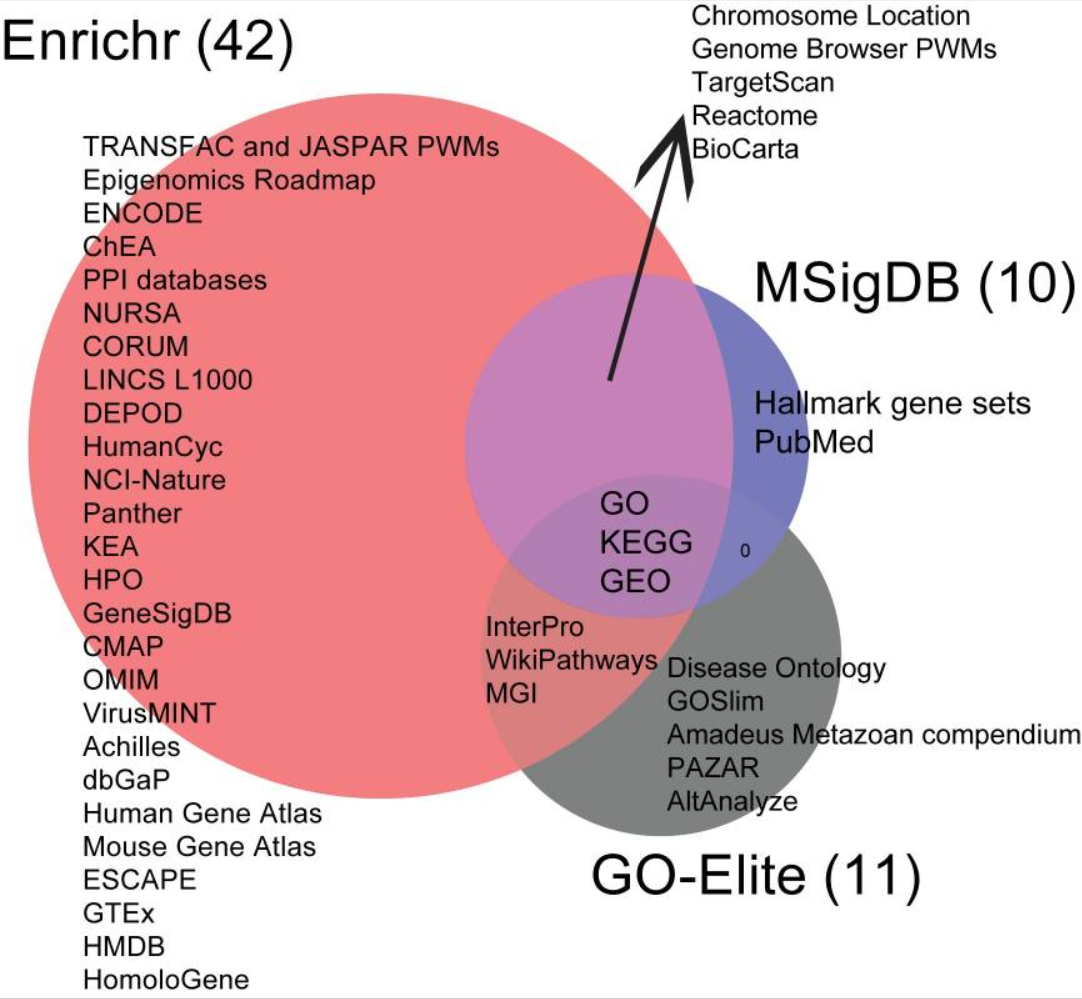 Enrichr (42)
Chromosome Location
Genome Browser PWMs
TargetScan
Reactome
BioCarta
TRANSFAC and JASPAR PWMs
Epigenomics Roadmap
ENCODE
ChEA
PPI databases
NURSA
CORUM
LINCS L1000
DEPOD
HumanCyc
NCI-Nature
Panther
KEA
HPO
GeneSigDB
CMAP
OMIM
VirusMINT
Achilles
dbGaP
Human Gene Atlas
Mouse Gene Atlas
ESCAPE
GTEx
HMDB
HomoloGene
MSigDB (10)
Hallmark gene sets
PubMed
GO
KEGG
GEO
0
InterPro
WikiPathways
MGI
Disease Ontology
GOSlim
Amadeus Metazoan compendium
PAZAR
AltAnalyze
GO-Elite (11)